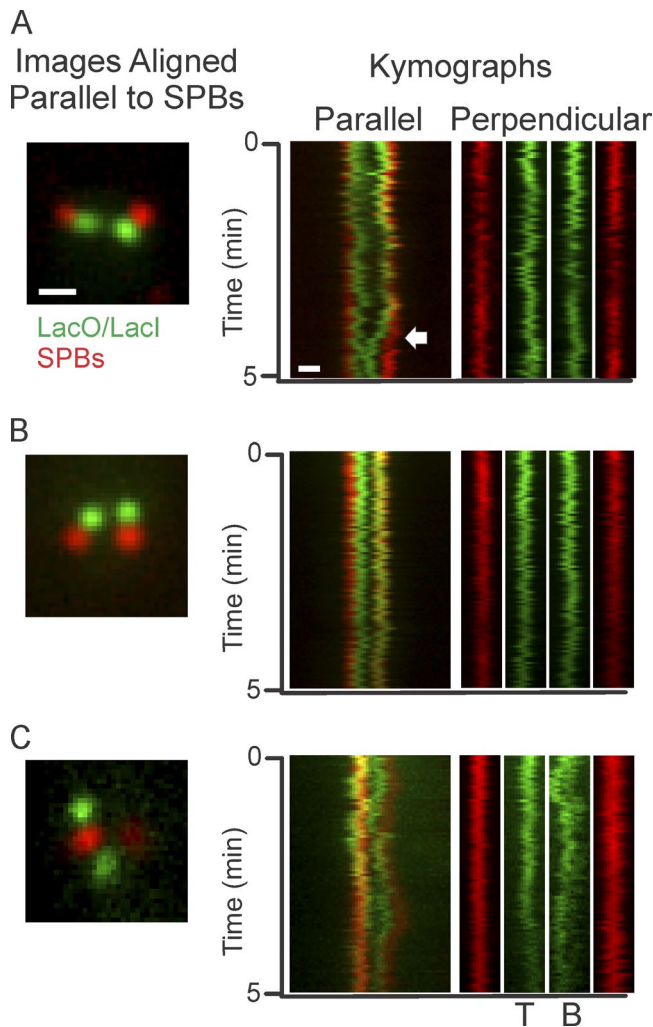 A
Images Aligned
Parallel to SPBs
Kymographs
Parallel
Perpendicular
LacO/LacI
SPBs
0
Time (min)
5
B
0
Time (min)
5
C
0
Time (min)
5
T
B